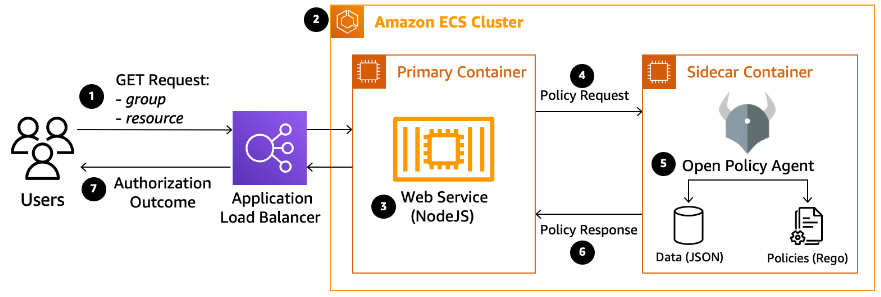 2
Amazon ECS Cluster
1
GET Request:
- group
- resource
Users
7
Authorization
Outcome
Application
Load Balancer
Primary Container
3
Web Service
(NodeJS)
4
Policy Request
Policy Response
6
Sidecar Container
5
Open Policy Agent
Data (JSON)
Policies (Rego)